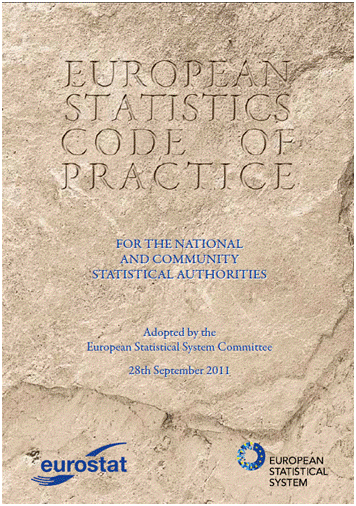 EUROPEAN
STATISTICS
CODE OF
PRACTICE
FOR THE NATIONAL
AND COMMUNITY
STATISTICAL AUTHORITIES
Adopted by the
European Statistical System Committee
28th September 2011
eurostat
EUROPEAN
STATISTICAL
SYSTEM